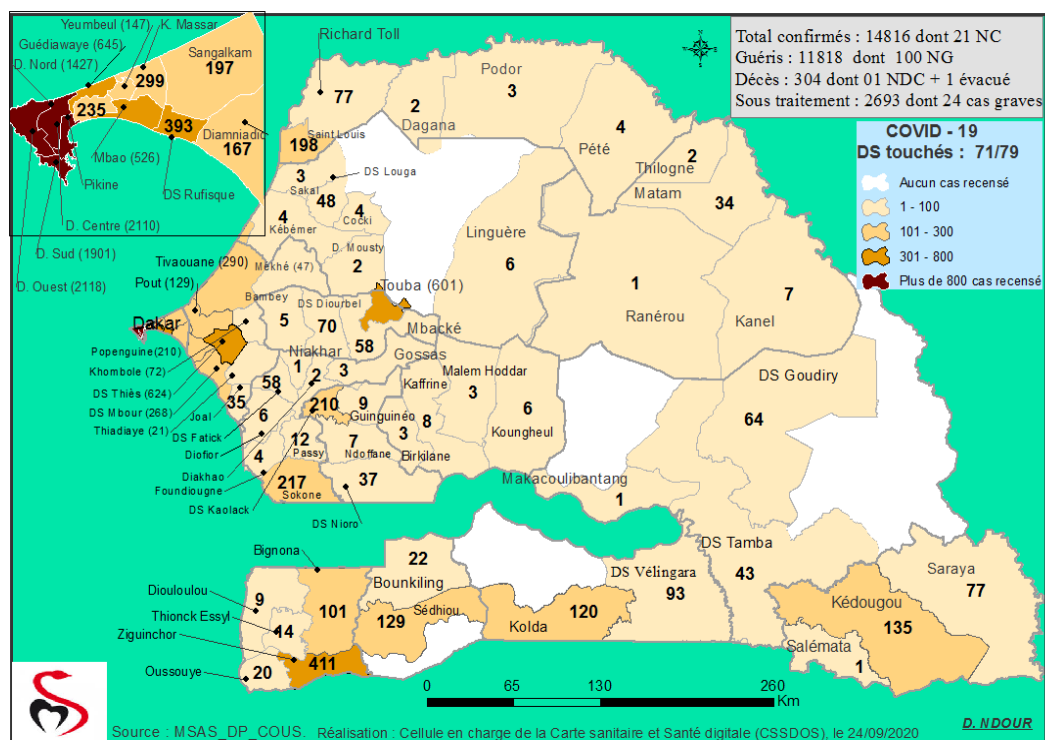 Yeumbeul (147)
K. Massar
Guédiawaye (645)
D. Nord (1427)
Sangalkam
197
299
235
393
Diamniadic
167
Mbao (526)
DS Rufisque
Pikine
D. Centre (2110)
D. Sud (1901)
D. Ouest (2118)
Total confirmés : 14816 dont 21 NC
Guéris : 11818 dont 100 NG
Décès : 304 dont 01 NDC + 1 évacué
Sous traitement : 2693 dont 24 cas graves
COVID - 19
DS touchés : 71/79
Aucun cas recensé
1 - 100
101 - 300
301 - 800
Plus de 800 cas recensé
Richard Toll
77
2
Dagana
Podor
3
4
Pété
Thilogne
2
Matam
34
Saint Louis
198
3
Sakal
DS Louga
48
4
Cocki
4
Kébémer
D. Mousty
2
Linguère
6
1
Ranérou
7
Kanel
Tivaouane (290)
Mékhé (47)
Pout (129)
Touba (601)
Bambey
5
DS Diourbel
70
Mbacké
58
Dakar
Popenguine (210)
Khombole (72)
DS Thiès (624)
DS Mbour (268)
Thiadiaye (21)
Joal
35
Niakhar
1
2
3
Gossas
58
DS Fatick
6
Diofior
4
Diakhao
Foundiougne
DS Kaolack
210
9
Guinguinéo
Kaffrine
8
Malem Hoddar
3
6
Koungheul
12
Passy
7
Ndoffane
3
Birkilane
217
Sokone
37
DS Nioro
Makacoulibantang
1
DS Goudiry
64
DS Tamba
43
Bignona
101
Diouloulou
9
Thionck Essyl
14
Ziguinchor
411
Oussouye
20
22
Bounkiling
129
Sédhiou
Kolda
120
DS Vélingara
93
Saraya
77
Kédougou
135
Salémata
1
0 65 130 260
Km
Source : MSAS_DP_COUS. Réalisation : Cellule en charge de la Carte sanitaire et Santé digitale (CSSDOS), le 24/09/2020
D. NDOUR